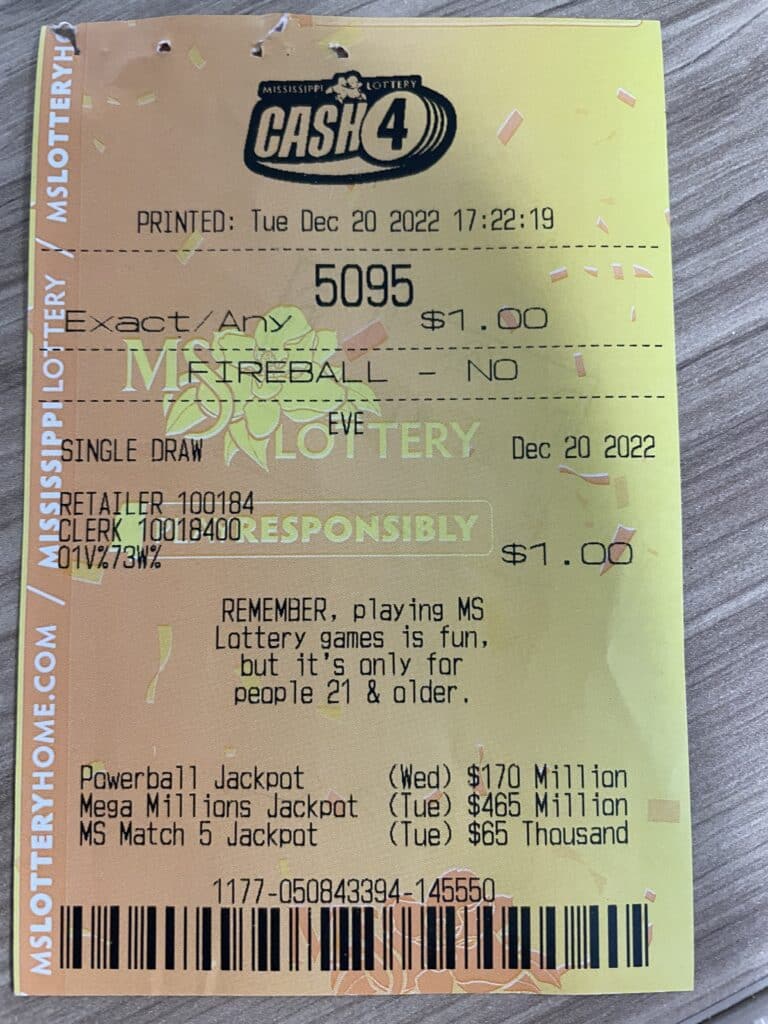 MISSISSIPPI LOTTERY
CASH 4
PRINTED: Tue Dec 20 2022 17:22:19
5095
Exact/Any $1.00
FIREBALL - NO
MS LOTTERY
EVE
SINGLE DRAW Dec 20 2022
RETAILER 100184
CLERK 10018400
RESPONSIBLY
01V%73W% $1.00
REMEMBER, playing MS
Lottery games is fun,
but it's only for
people 21 & older.
Powerball Jackpot (Wed) $170 Million
Mega Millions Jackpot (Tue) $465 Million
MS Match 5 Jackpot (Tue) $65 Thousand
1177-050843394-145550
MSLOTTERYHOME.COM / MISSISSIPPI LOTTERY / MSLOTTERYHO